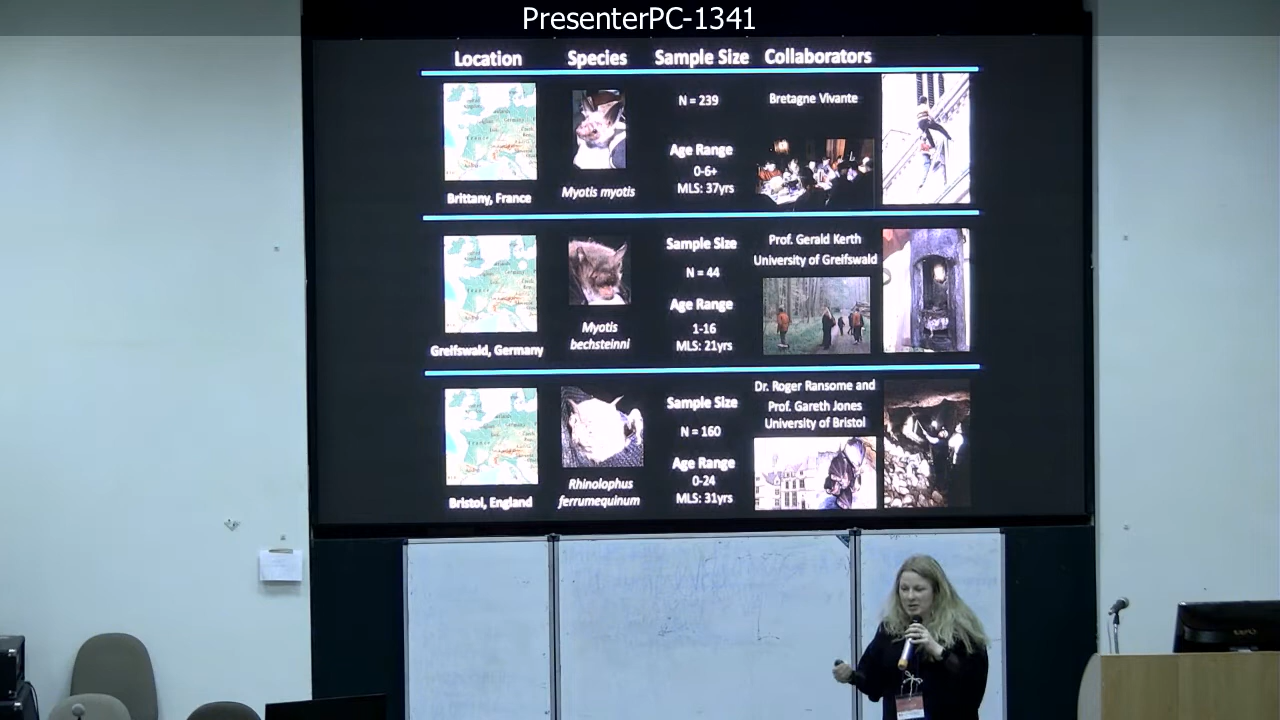 PresenterPC-1341
Location Species Sample Size Collaborators
N = 239
Bretagne Vivante
Age Range
0-6+
MLS: 37yrs
Brittany, France
Myotis myotis
Sample Size
N = 44
Prof. Gerald Kerth
University of Greifswald
Age Range
1-16
MLS: 21yrs
Greifswald, Germany
Myotis
bechsteinni
Sample Size
N = 160
Dr. Roger Ransome and
Prof. Gareth Jones
University of Bristol
Age Range
0-24
MLS: 31yrs
Bristol, England
Rhinolophus
ferrumequinum